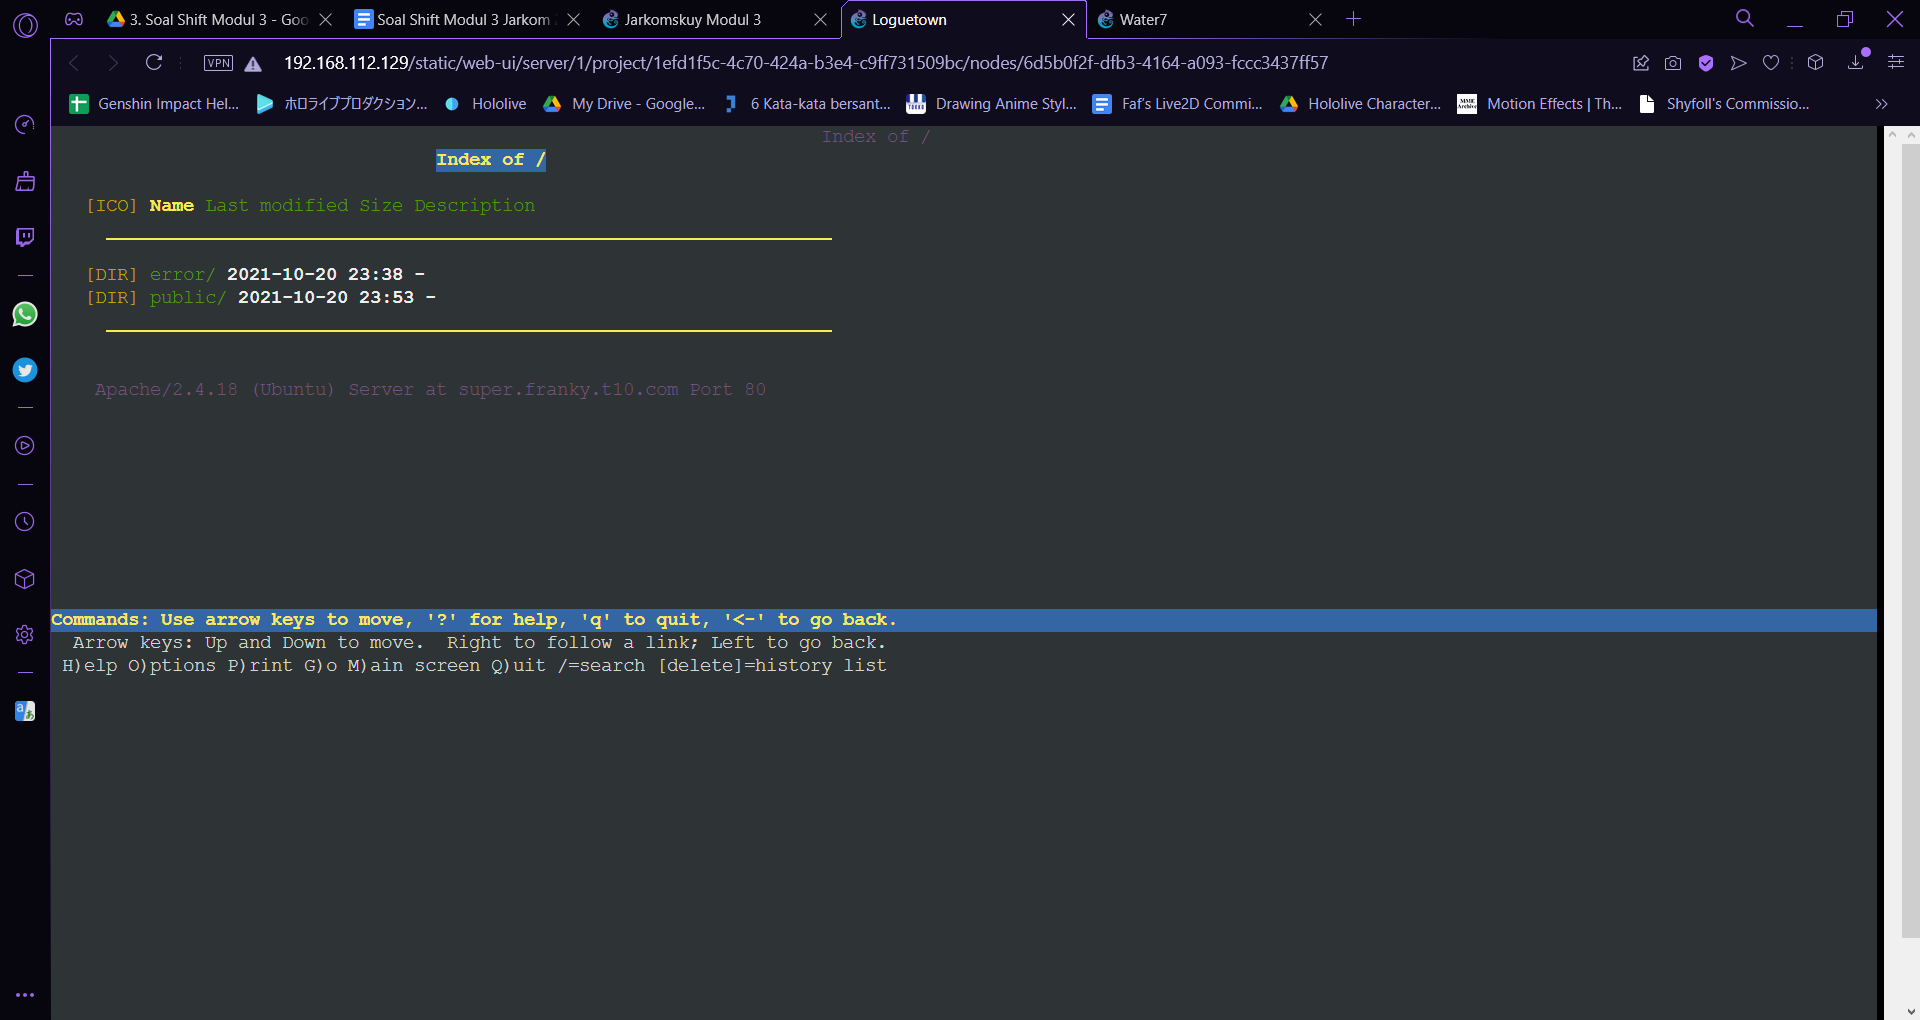 3. Soal Shift Modul 3 - Goo
Soal Shift Modul 3 Jarkom
Jarkomskuy Modul 3
Loguetown
Water7
VPN
192.168.112.129/static/web-ui/server/1/project/1efd1f5c-4c70-424a-b3e4-c9ff731509bc/nodes/6d5b0f2f-dfb3-4164-a093-fccc3437ff57
Genshin Impact Hel...
ホロライブプロダクション...
Hololive
My Drive - Google...
6 Kata-kata bersant...
Drawing Anime Styl...
Faf's Live2D Commi...
Hololive Character...
Motion Effects | Th...
Shyfoll's Commissio...
Index of /
Index of /
[ICO] Name Last modified Size Description
[DIR] error/ 2021-10-20 23:38 -
[DIR] public/ 2021-10-20 23:53 -
Apache/2.4.18 (Ubuntu) Server at super.franky.t10.com Port 80
Commands: Use arrow keys to move, '?' for help, 'q' to quit, '<-' to go back.
Arrow keys: Up and Down to move. Right to follow a link; Left to go back.
H)elp O)ptions P)rint G)o M)ain screen Q)uit /=search [delete]=history list